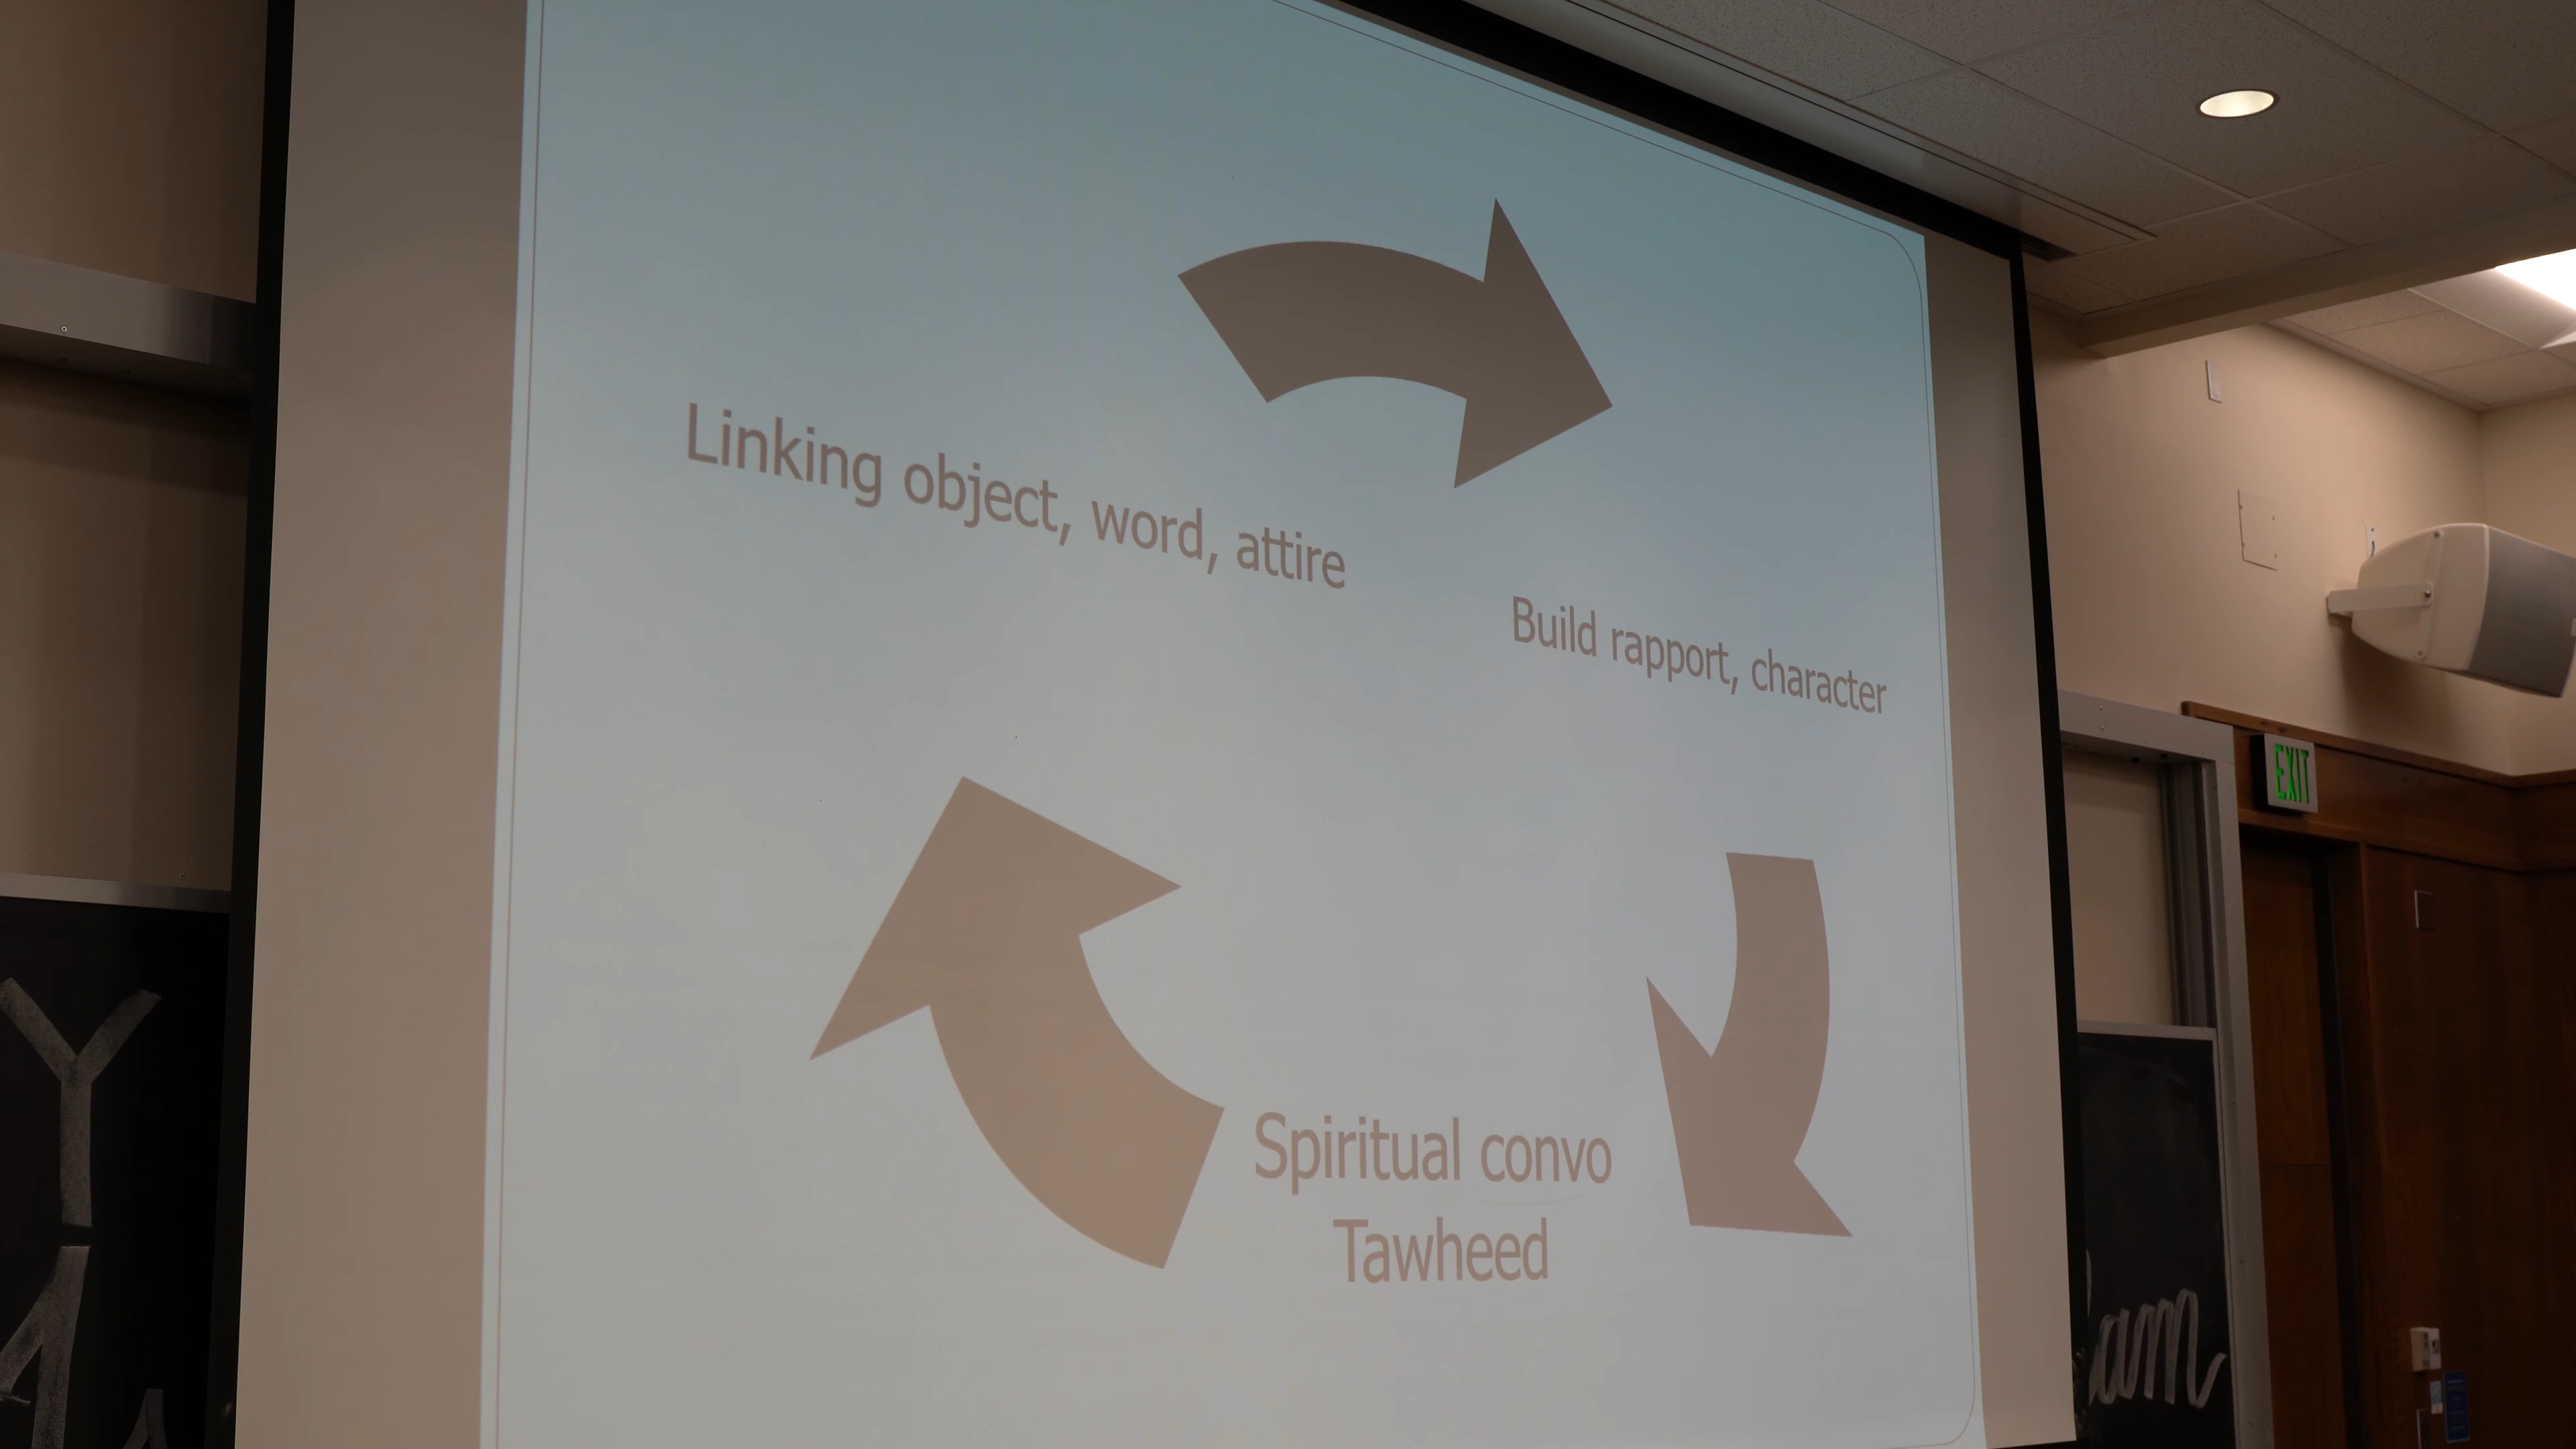 Linking object, word, attire
Build rapport, character
Spiritual convo
Tawheed
EXIT